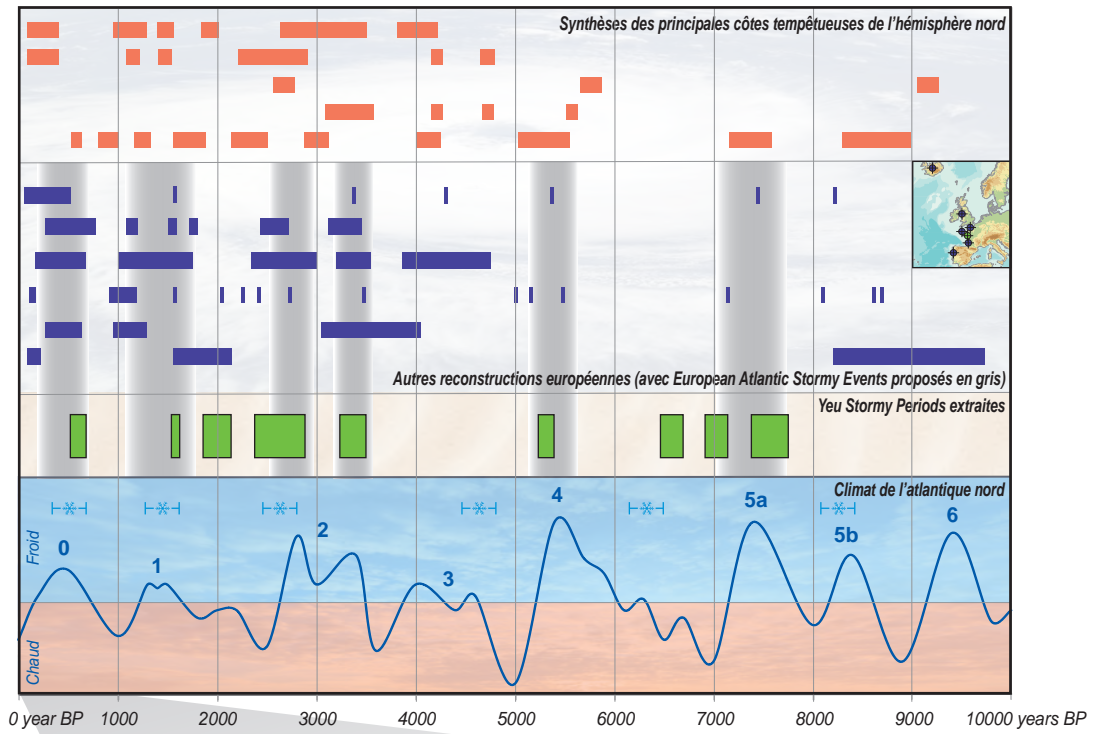 Synthèses des principales côtes tempêtueuses de l'hémisphère nord
Autres reconstructions européennes (avec European Atlantic Stormy Events proposés en gris)
Yeu Stormy Periods extraites
Climat de l'atlantique nord
Froid
Chaud
0
1
2
3
4
5a
5b
6
0 year BP 1000 2000 3000 4000 5000 6000 7000 8000 9000 10000 years BP